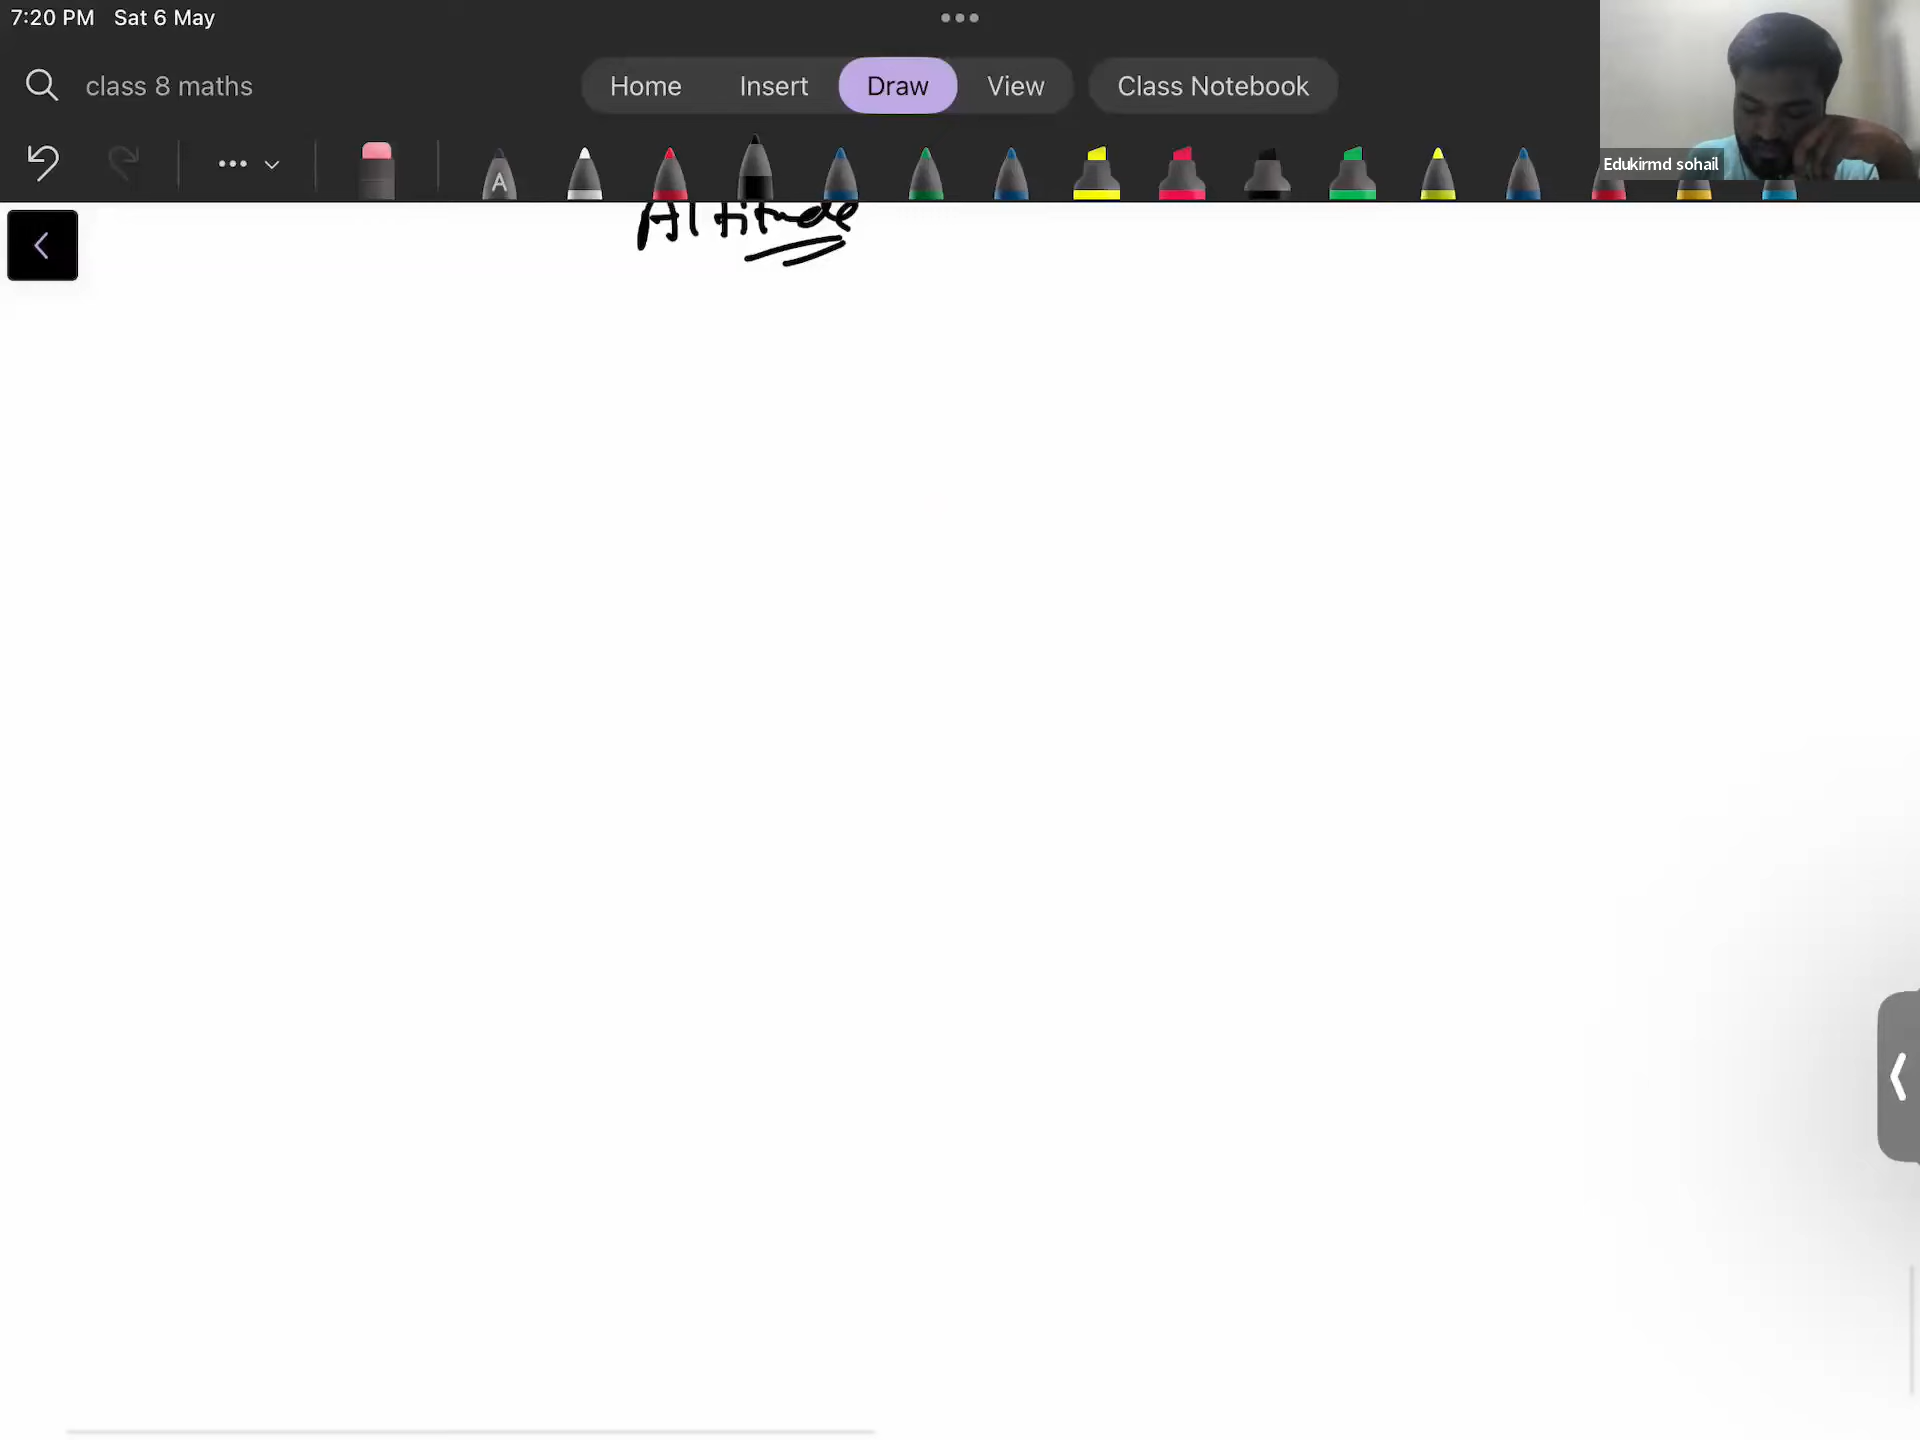 7:20 PM Sat 6 May
class 8 maths
Home Insert Draw View Class Notebook
A
Edukirmd sohail
Altitude